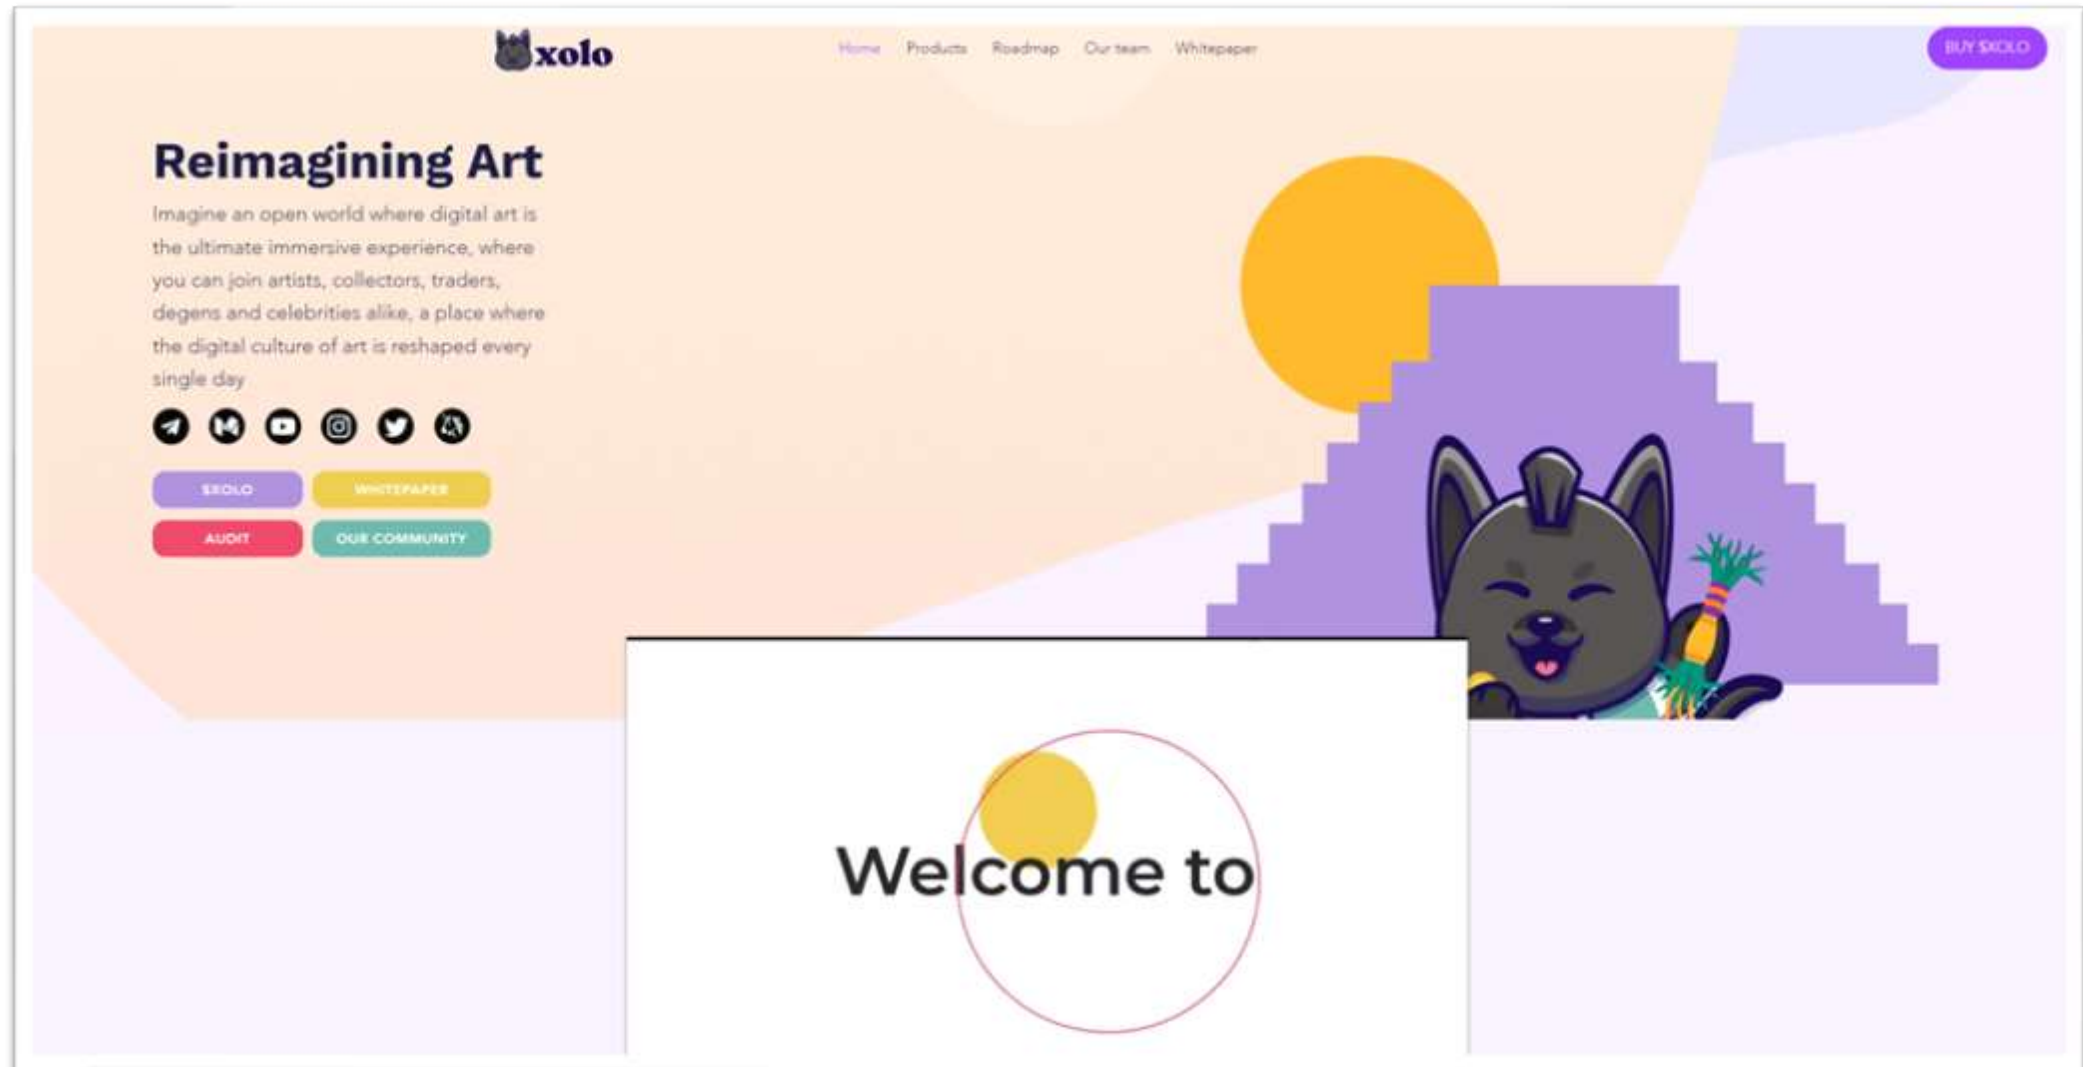 xolo
Home Products Roadmap Our team Whitepaper
BUY $XOLO
Reimagining Art
Imagine an open world where digital art is
the ultimate immersive experience, where
you can join artists, collectors, traders,
degens and celebrities alike, a place where
the digital culture of art is reshaped every
single day
$XOLO WHITEPAPER
AUDIT OUR COMMUNITY
Welcome to